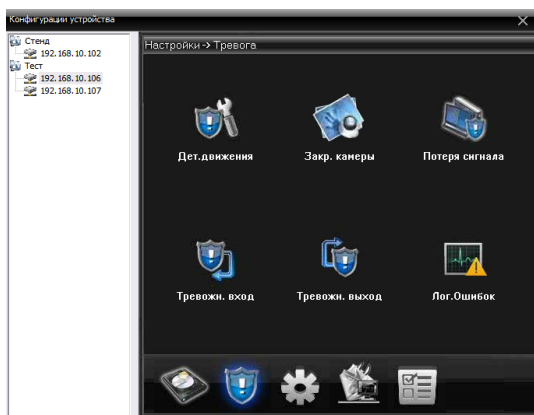 Конфигурации устройства
Стенд
192.168.10.102
Тест
192.168.10.106
192.168.10.107
Настройки-> Тревога
Дет.движения
Закр. камеры
Потеря сигнала
Тревожн. вход
Тревожн. выход
Лог.Ошибок